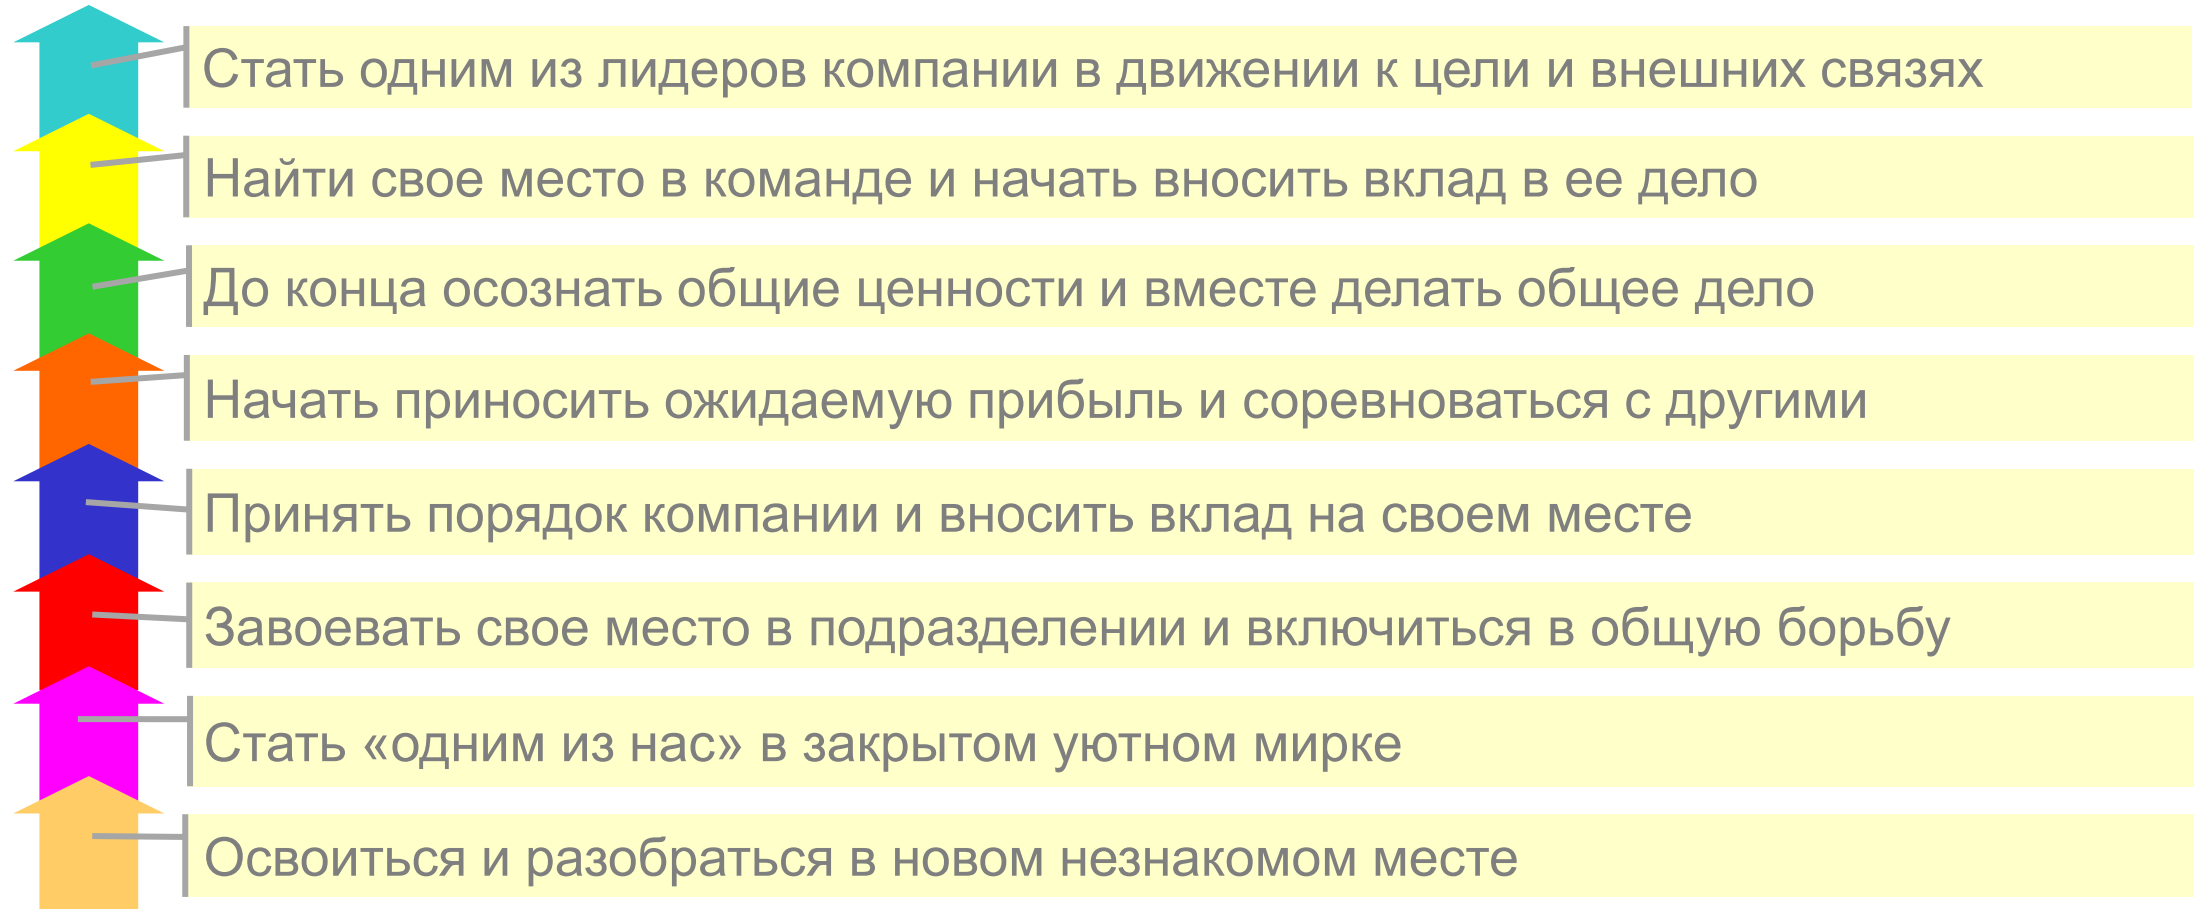 Стать одним из лидеров компании в движении к цели и внешних связях
Найти свое место в команде и начать вносить вклад в ее дело
До конца осознать общие ценности и вместе делать общее дело
Начать приносить ожидаемую прибыль и соревноваться с другими
Принять порядок компании и вносить вклад на своем месте
Завоевать свое место в подразделении и включиться в общую борьбу
Стать «одним из нас» в закрытом уютном мирке
Освоиться и разобраться в новом незнакомом месте